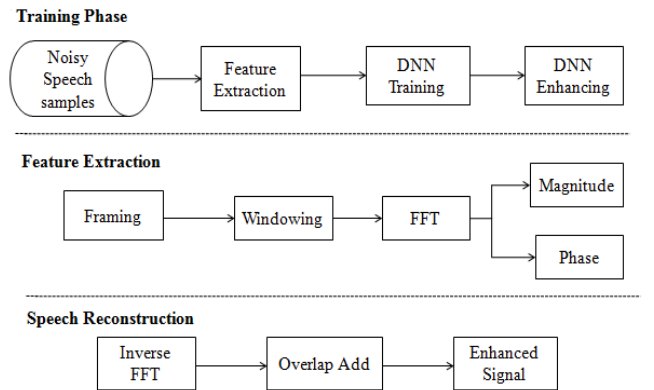 Training Phase
Noisy
Speech
samples
Feature
Extraction
DNN
Training
DNN
Enhancing
Feature Extraction
Framing
Windowing
FFT
Magnitude
Phase
Speech Reconstruction
Inverse
FFT
Overlap Add
Enhanced
Signal